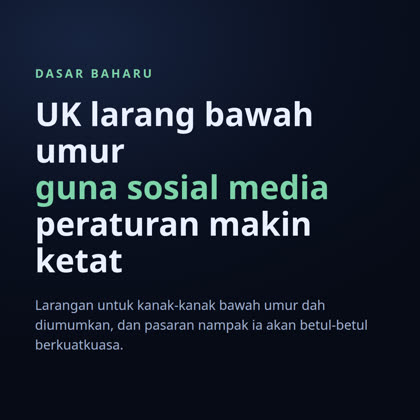 DASAR BAHARU
UK larang bawah
umur
guna sosial media
peraturan makin
ketat
Larangan untuk kanak-kanak bawah umur dah
diumumkan, dan pasaran nampak ia akan betul-betul
berkuatkuasa.